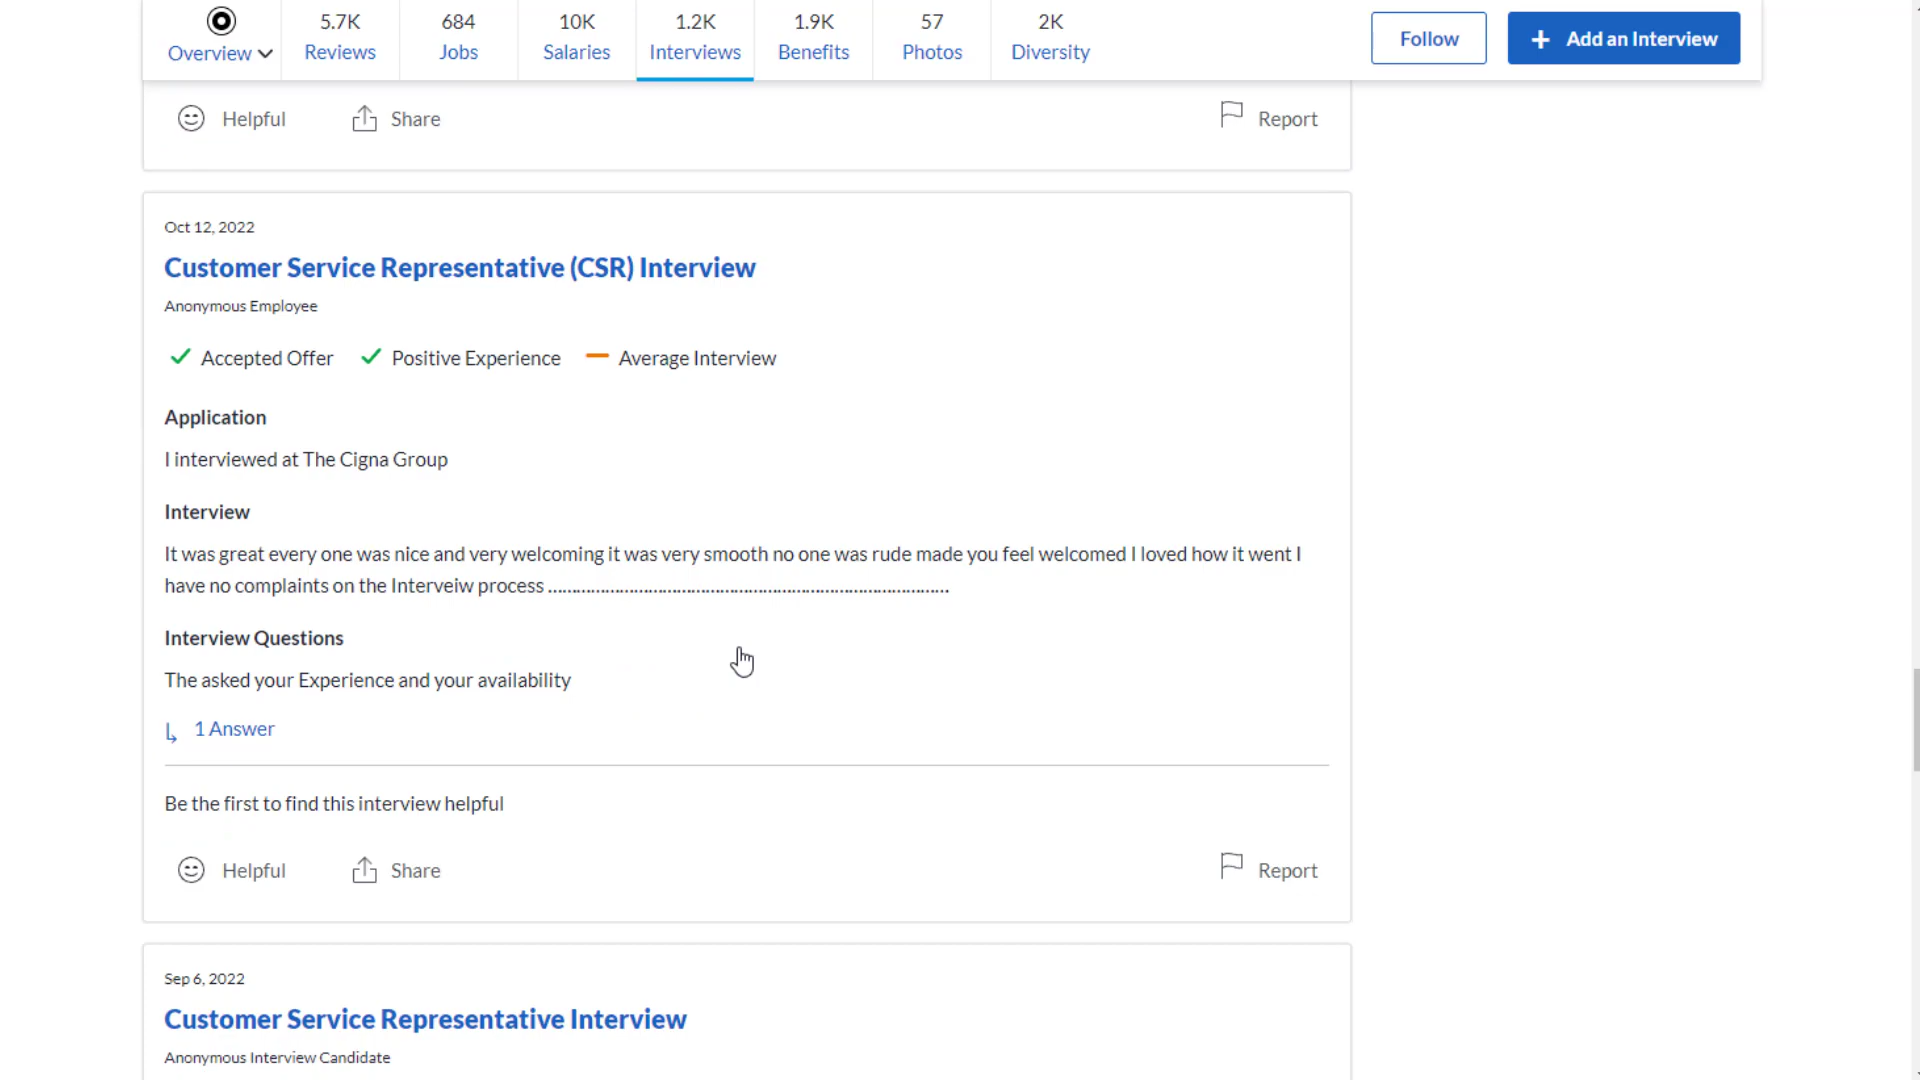 5.7K 684 10K 1.2K 1.9K 57 2K
Overview Reviews Jobs Salaries Interviews Benefits Photos Diversity Follow + Add an Interview
Helpful Share Report
Oct 12, 2022
Customer Service Representative (CSR) Interview
Anonymous Employee
Accepted Offer Positive Experience Average Interview
Application
I interviewed at The Cigna Group
Interview
It was great every one was nice and very welcoming it was very smooth no one was rude made you feel welcomed I loved how it went I
have no complaints on the Interveiw process ....................................................................................
Interview Questions
The asked your Experience and your availability
1 Answer
Be the first to find this interview helpful
Helpful Share Report
Sep 6, 2022
Customer Service Representative Interview
Anonymous Interview Candidate